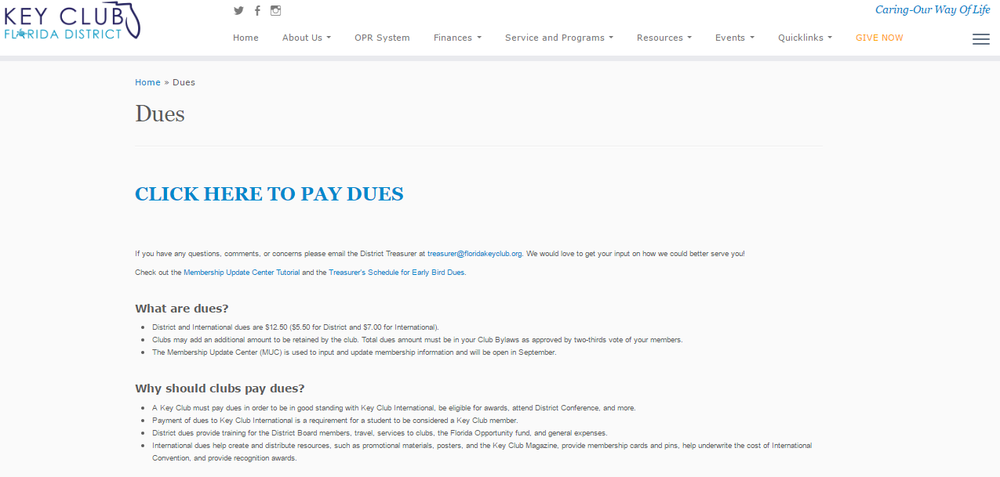 KEY CLUB
FLORIDA DISTRICT
Caring-Our Way Of Life
Home About Us OPR System Finances Service and Programs Resources Events Quicklinks GIVE NOW
Home » Dues
Dues
CLICK HERE TO PAY DUES
If you have any questions, comments, or concerns please email the District Treasurer at treasurer@floridakeyclub.org. We would love to get your input on how we could better serve you!
Check out the Membership Update Center Tutorial and the Treasurer's Schedule for Early Bird Dues.
What are dues?
• District and International dues are $12.50 ($5.50 for District and $7.00 for International).
• Clubs may add an additional amount to be retained by the club. Total dues amount must be in your Club Bylaws as approved by two-thirds vote of your members.
• The Membership Update Center (MUC) is used to input and update membership information and will be open in September.
Why should clubs pay dues?
• A Key Club must pay dues in order to be in good standing with Key Club International, be eligible for awards, attend District Conference, and more.
• Payment of dues to Key Club International is a requirement for a student to be considered a Key Club member.
• District dues provide training for the District Board members, travel, services to clubs, the Florida Opportunity fund, and general expenses.
• International dues help create and distribute resources, such as promotional materials, posters, and the Key Club Magazine, provide membership cards and pins, help underwrite the cost of International
Convention, and provide recognition awards.